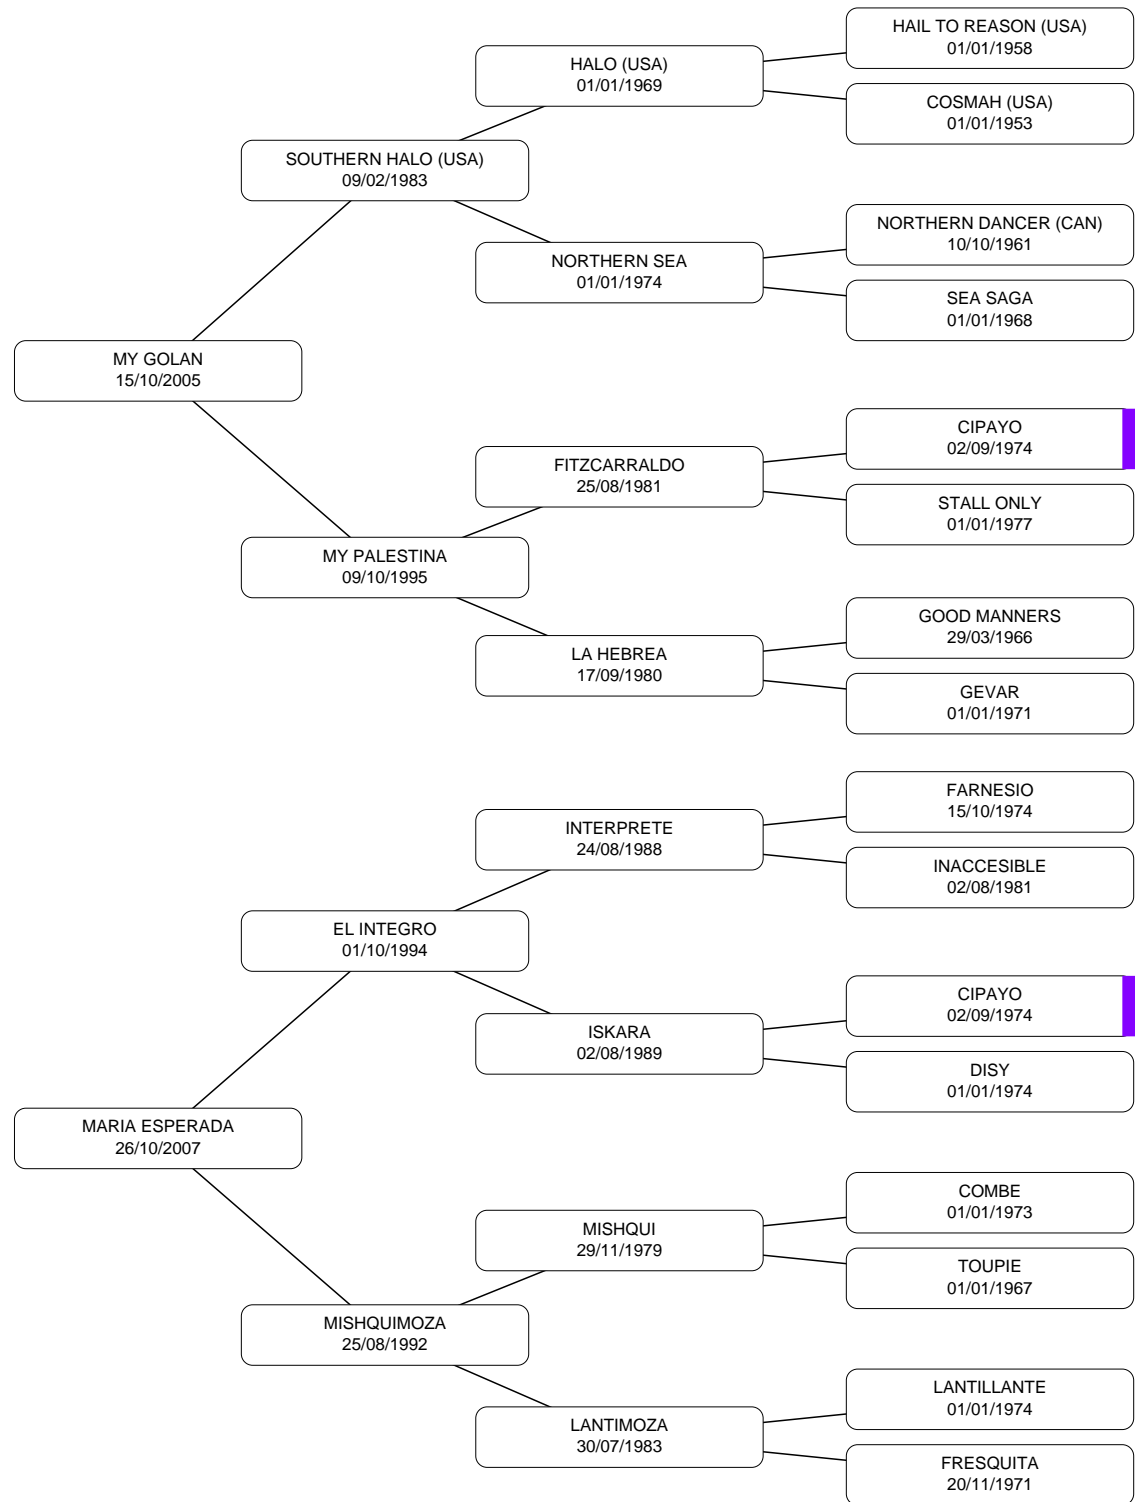 HAIL TO REASON (USA)
01/01/1958
HALO (USA)
01/01/1969
COSMAH (USA)
01/01/1953
SOUTHERN HALO (USA)
09/02/1983
NORTHERN DANCER (CAN)
10/10/1961
NORTHERN SEA
01/01/1974
SEA SAGA
01/01/1968
MY GOLAN
15/10/2005
CIPAYO
02/09/1974
FITZCARRALDO
25/08/1981
STALL ONLY
01/01/1977
MY PALESTINA
09/10/1995
GOOD MANNERS
29/03/1966
LA HEBREA
17/09/1980
GEVAR
01/01/1971
FARNESIO
15/10/1974
INTERPRETE
24/08/1988
INACCESIBLE
02/08/1981
EL INTEGRO
01/10/1994
CIPAYO
02/09/1974
ISKARA
02/08/1989
DISY
01/01/1974
MARIA ESPERADA
26/10/2007
COMBE
01/01/1973
MISHQUI
29/11/1979
TOUPIE
01/01/1967
MISHQUIMOZA
25/08/1992
LANTILLANTE
01/01/1974
LANTIMOZA
30/07/1983
FRESQUITA
20/11/1971